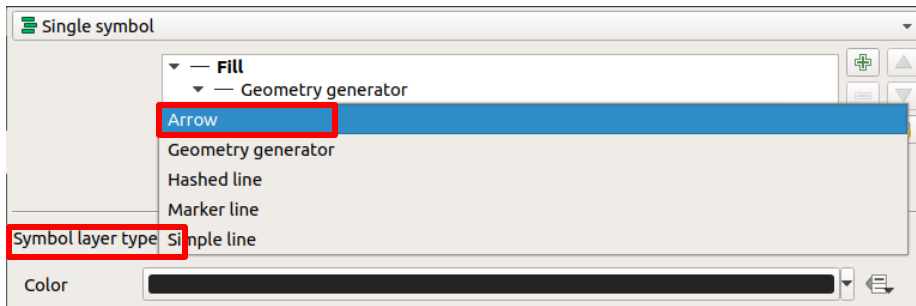 Single symbol
Fill
Geometry generator
Arrow
Geometry generator
Hashed line
Marker line
Symbol layer type Simple line
Color